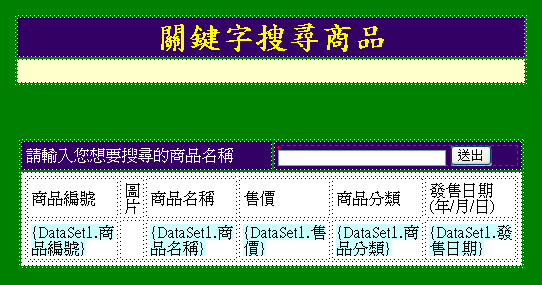 關鍵字搜尋商品
請輸入您想要搜尋的商品名稱 送出
商品編號 圖片 商品名稱 售價 商品分類 發售日期(年/月/日)
{DataSet1.商品編號} {DataSet1.商品名稱} {DataSet1.售價} {DataSet1.商品分類} {DataSet1.發售日期}